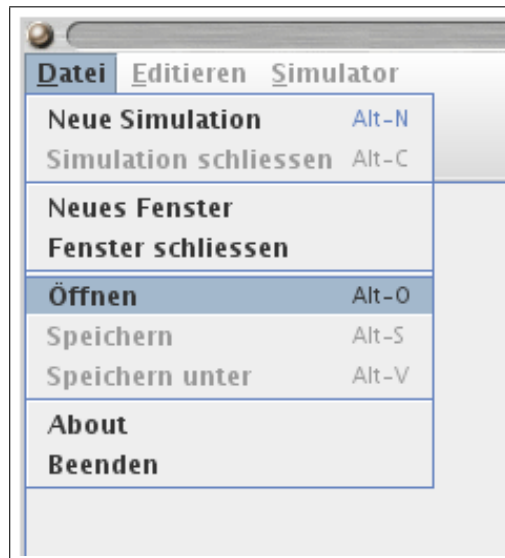 Datei Editieren Simulator
Neue Simulation Alt-N
Simulation schliessen Alt-C
Neues Fenster
Fenster schliessen
Öffnen Alt-O
Speichern Alt-S
Speichern unter Alt-V
About
Beenden